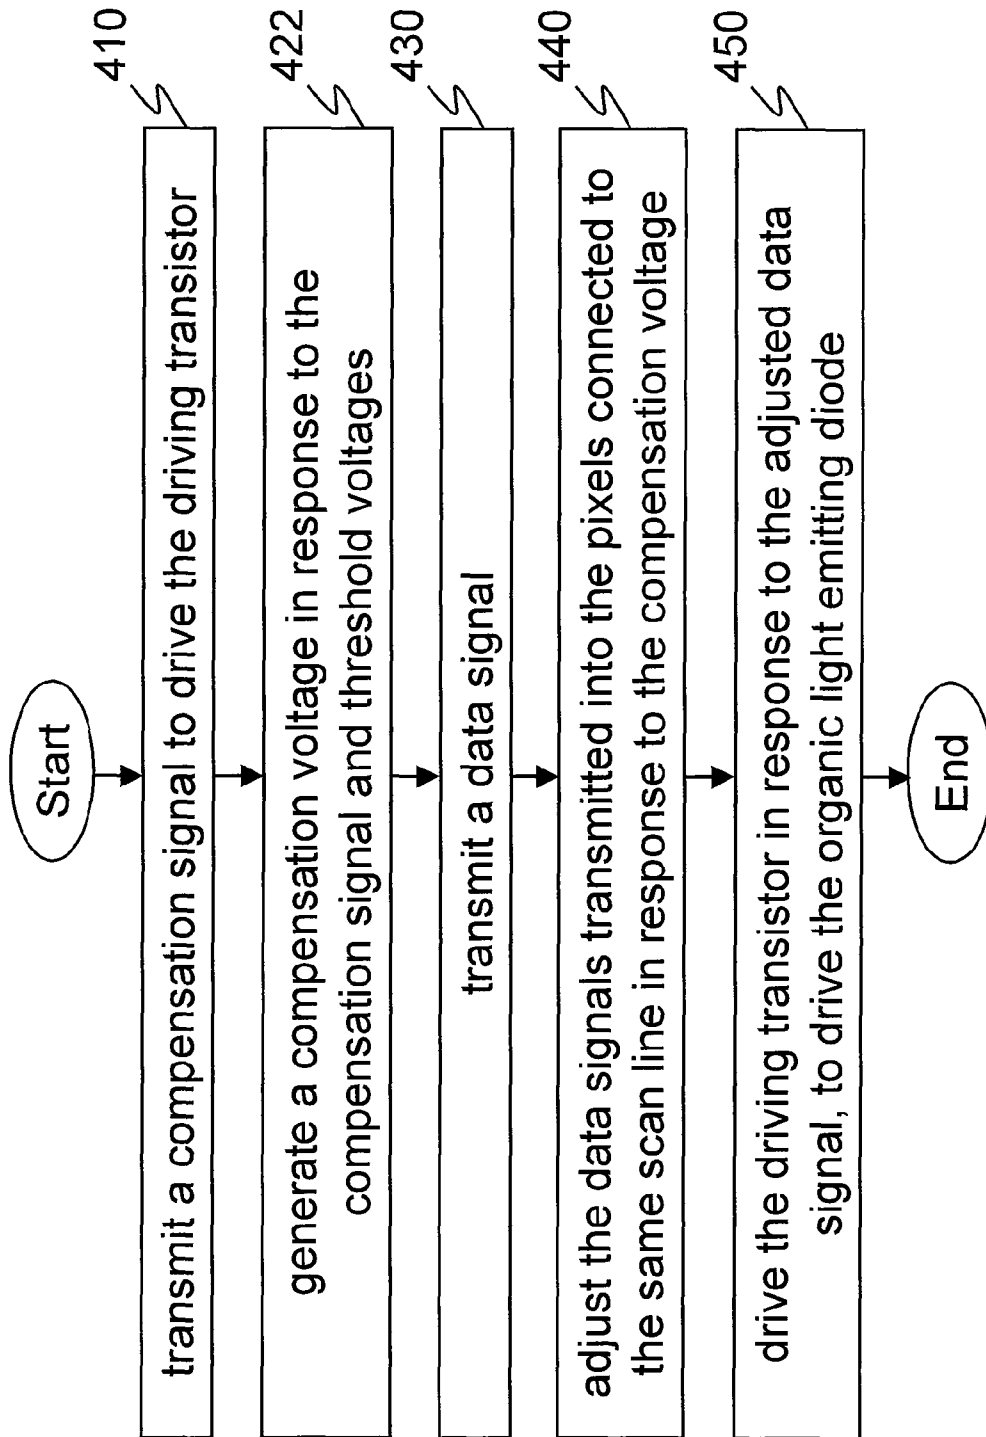 Start
410
transmit a compensation signal to drive the driving transistor
422
generate a compensation voltage in response to the
compensation signal and threshold voltages
430
transmit a data signal
440
adjust the data signals transmitted into the pixels connected to
the same scan line in response to the compensation voltage
450
drive the driving transistor in response to the adjusted data
signal, to drive the organic light emitting diode
End